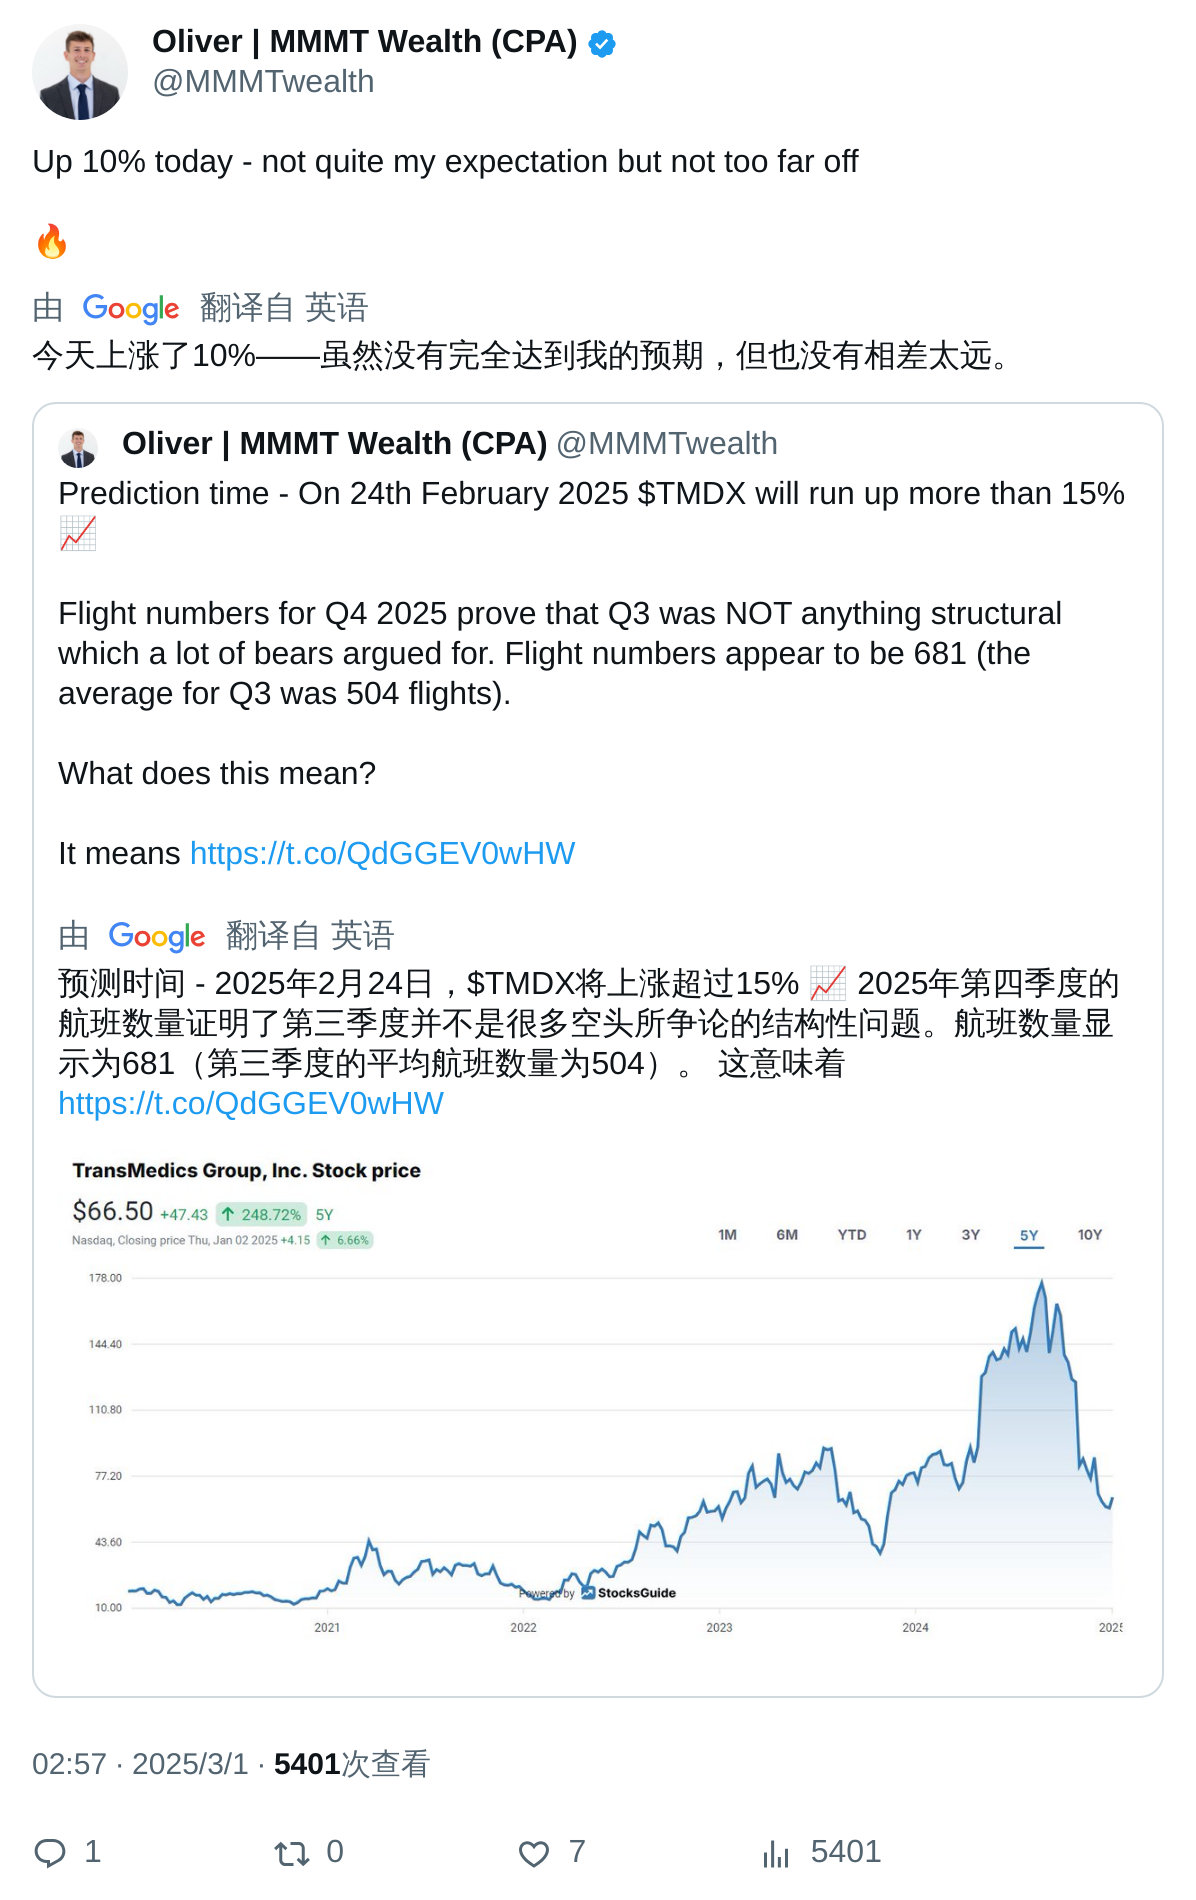 Oliver | MMMT Wealth (CPA)
@MMMTwealth
Up 10% today - not quite my expectation but not too far off
🔥
由 Google 翻译自 英语
今天上涨了10%——虽然没有完全达到我的预期，但也没有相差太远。
Oliver | MMMT Wealth (CPA) @MMMTwealth
Prediction time - On 24th February 2025 $TMDX will run up more than 15%
📈
Flight numbers for Q4 2025 prove that Q3 was NOT anything structural
which a lot of bears argued for. Flight numbers appear to be 681 (the
average for Q3 was 504 flights).
What does this mean?
It means https://t.co/QdGGEV0wHW
由 Google 翻译自 英语
预测时间 - 2025年2月24日，$TMDX将上涨超过15% 📈 2025年第四季度的
航班数量证明了第三季度并不是很多空头所争论的结构性问题。航班数量显
示为681（第三季度的平均航班数量为504）。 这意味着
https://t.co/QdGGEV0wHW
TransMedics Group, Inc. Stock price
$66.50 +47.43 ↑ 248.72% 5Y
Nasdaq, Closing price Thu, Jan 02 2025 +4.15 ↑ 6.66%
1M 6M YTD 1Y 3Y 5Y 10Y
178.00
144.40
110.80
77.20
43.60
10.00
Powered by StocksGuide
2021 2022 2023 2024 2025
02:57 · 2025/3/1 · 5401次查看
1 0 7 5401